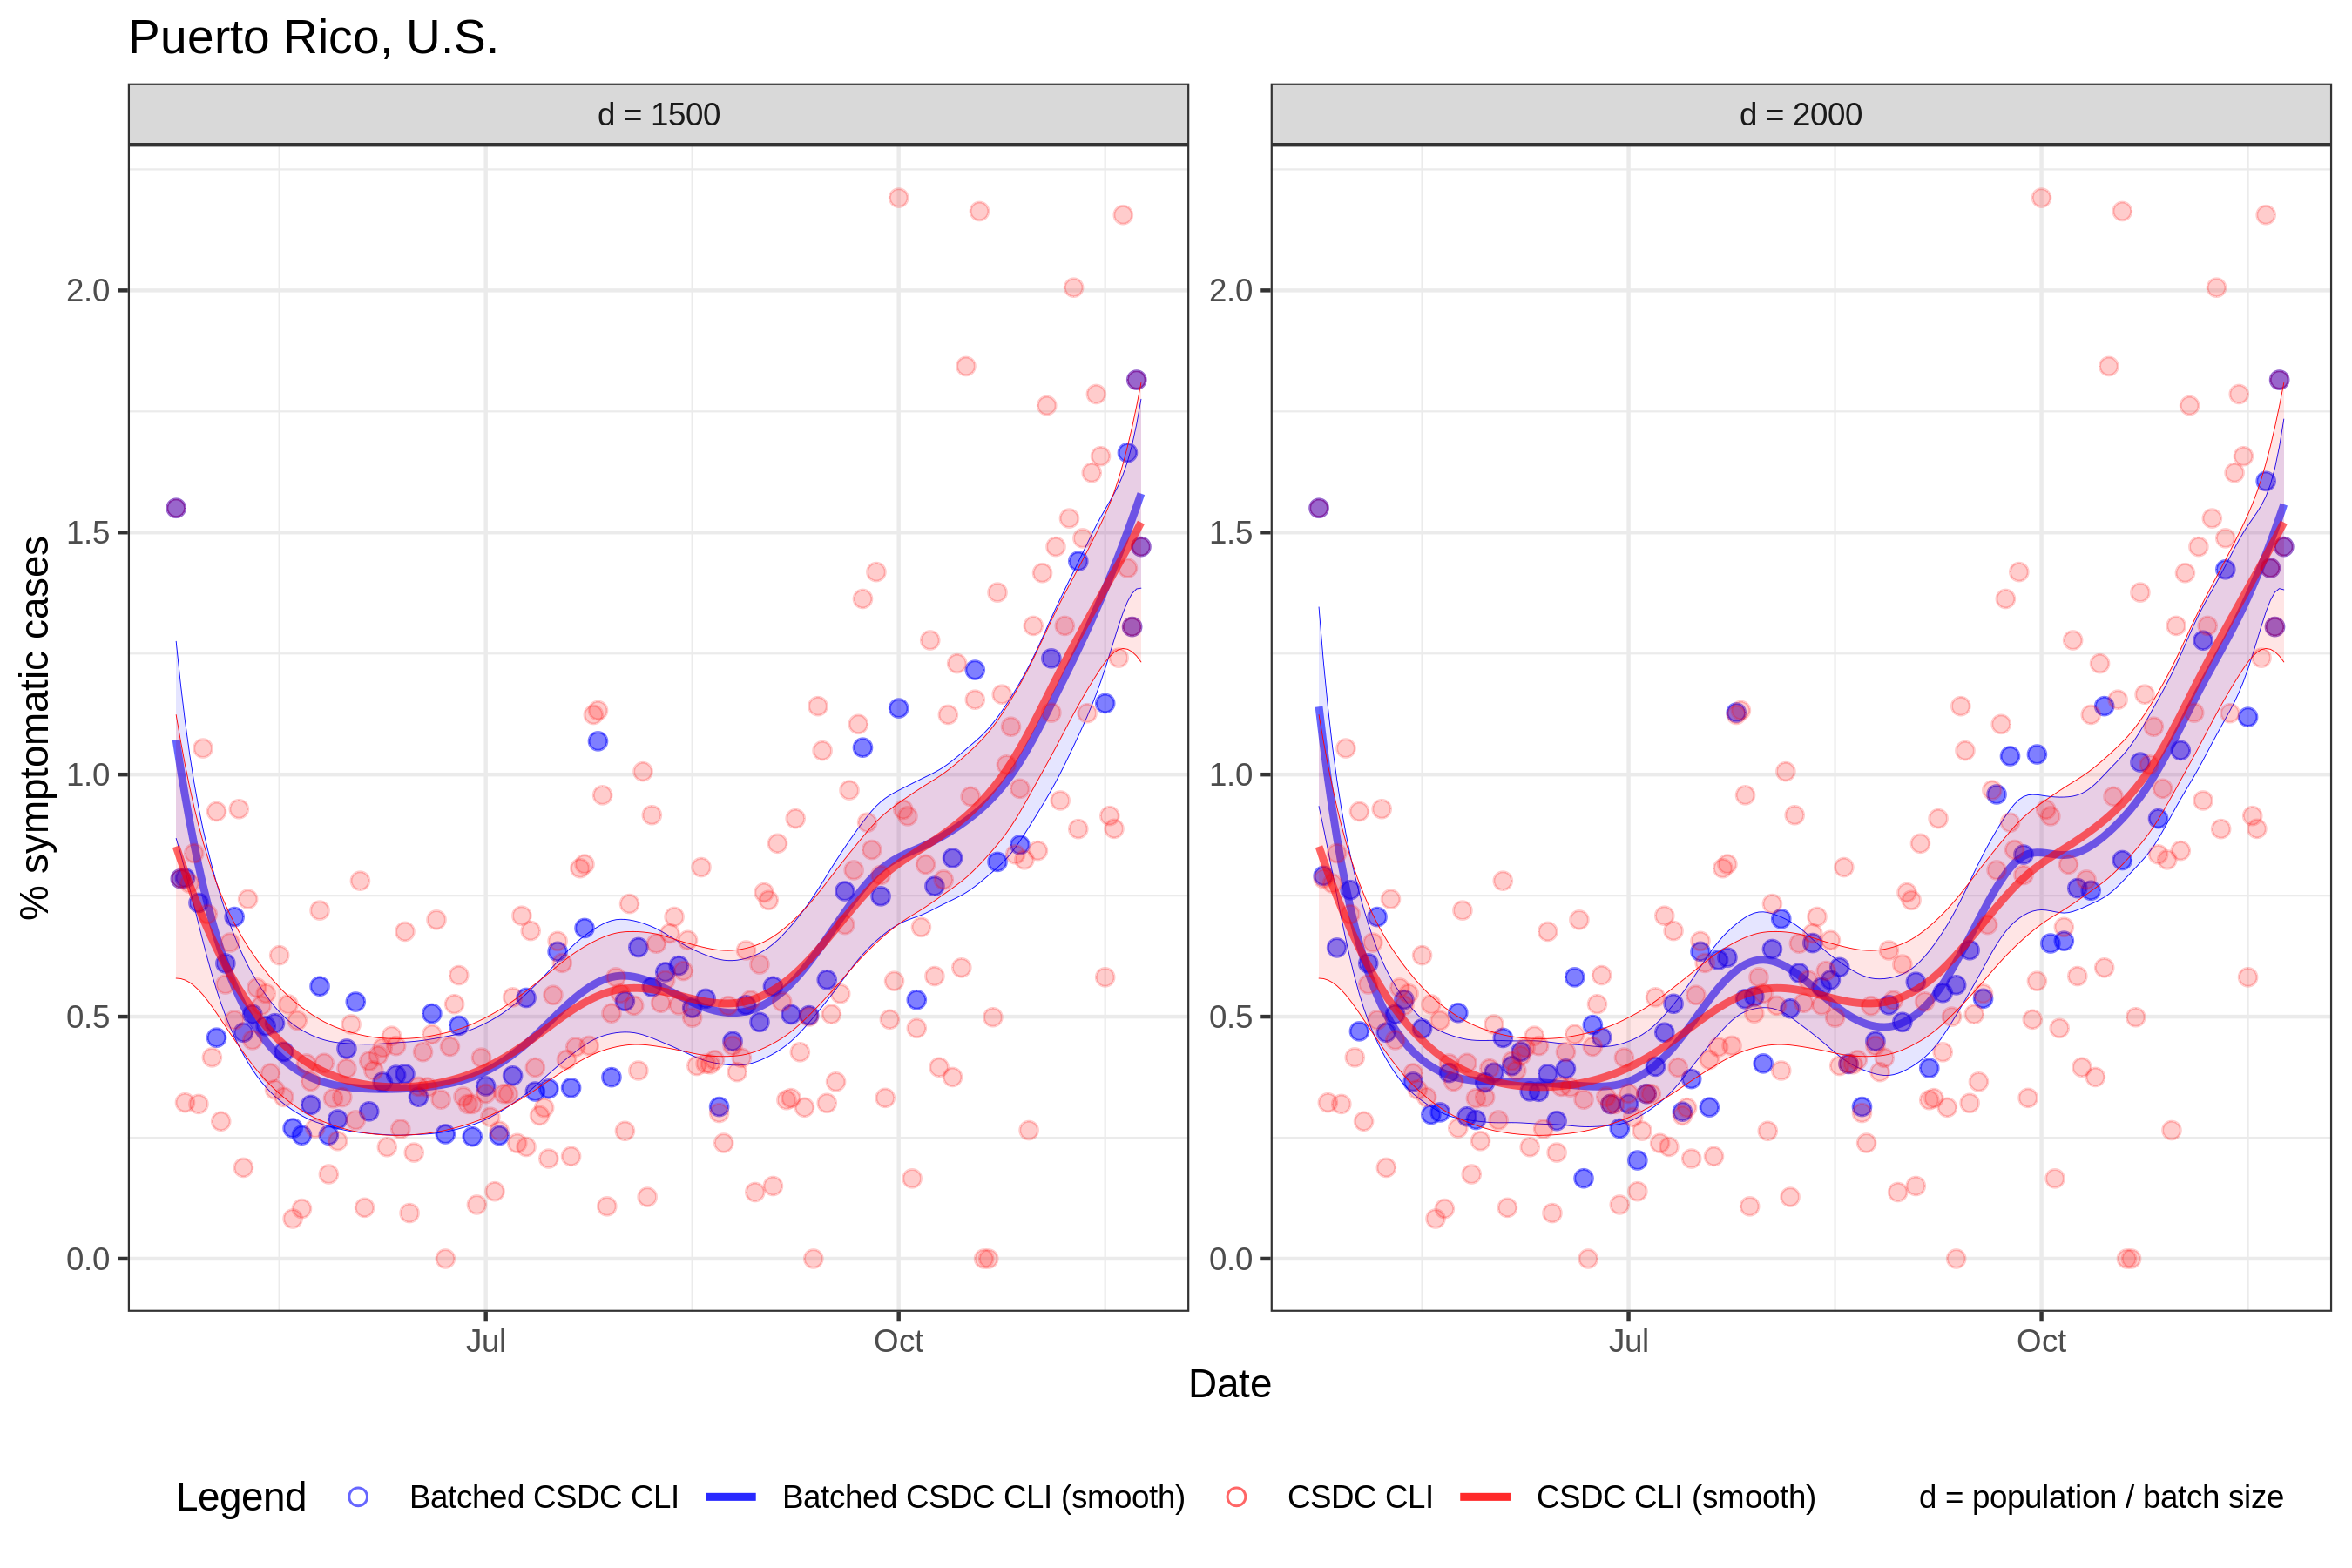 Puerto Rico, U.S.
d = 1500
d = 2000
% symptomatic cases
2.0
1.5
1.0
0.5
0.0
2.0
1.5
1.0
0.5
0.0
Jul
Oct
Jul
Oct
Date
Legend
Batched CSDC CLI
Batched CSDC CLI (smooth)
CSDC CLI
CSDC CLI (smooth)
d = population / batch size